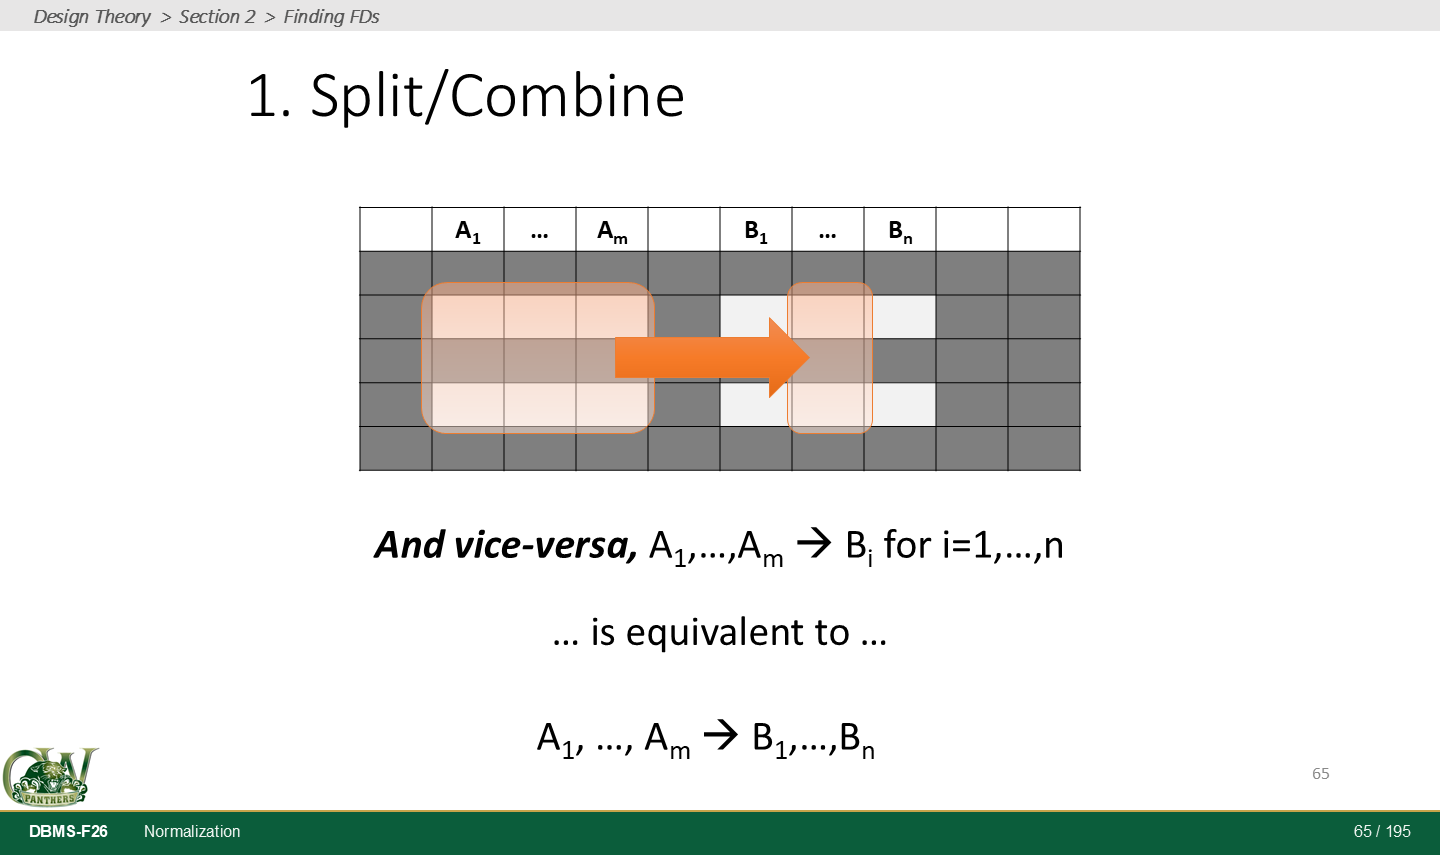 Design Theory > Section 2 > Finding FDs
1. Split/Combine
A1 ... Am B1 ... Bn
And vice-versa, A1,...,Am → Bi for i=1,...,n
... is equivalent to ...
A1, ..., Am → B1,...,Bn
65
OW
PANTHERS
DBMS-F26 Normalization 65 / 195